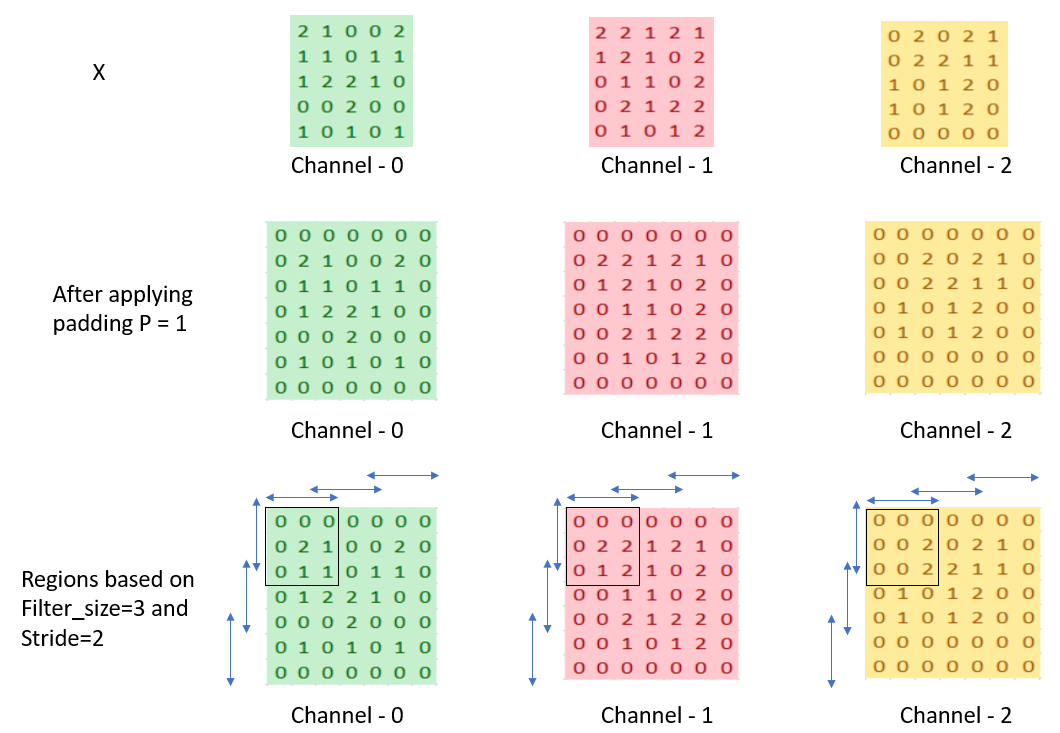 X
2 1 0 0 2
1 1 0 1 1
1 2 2 1 0
0 0 2 0 0
1 0 1 0 1
Channel - 0
2 2 1 2 1
1 2 1 0 2
0 1 1 0 2
0 2 1 2 2
0 1 0 1 2
Channel - 1
0 2 0 2 1
0 2 2 1 1
1 0 1 2 0
1 0 1 2 0
0 0 0 0 0
Channel - 2
After applying
padding P = 1
0 0 0 0 0 0 0
0 2 1 0 0 2 0
0 1 1 0 1 1 0
0 1 2 2 1 0 0
0 0 0 2 0 0 0
0 1 0 1 0 1 0
0 0 0 0 0 0 0
Channel - 0
0 0 0 0 0 0 0
0 2 2 1 2 1 0
0 1 2 1 0 2 0
0 0 1 1 0 2 0
0 0 2 1 2 2 0
0 0 1 0 1 2 0
0 0 0 0 0 0 0
Channel - 1
0 0 0 0 0 0 0
0 0 2 0 2 1 0
0 0 2 2 1 1 0
0 1 0 1 2 0 0
0 1 0 1 2 0 0
0 0 0 0 0 0 0
0 0 0 0 0 0 0
Channel - 2
Regions based on
Filter_size=3 and
Stride=2
0 0 0 0 0 0 0
0 2 1 0 0 2 0
0 1 1 0 1 1 0
0 1 2 2 1 0 0
0 0 0 2 0 0 0
0 1 0 1 0 1 0
0 0 0 0 0 0 0
Channel - 0
0 0 0 0 0 0 0
0 2 2 1 2 1 0
0 1 2 1 0 2 0
0 0 1 1 0 2 0
0 0 2 1 2 2 0
0 0 1 0 1 2 0
0 0 0 0 0 0 0
Channel - 1
0 0 0 0 0 0 0
0 0 2 0 2 1 0
0 0 2 2 1 1 0
0 1 0 1 2 0 0
0 1 0 1 2 0 0
0 0 0 0 0 0 0
0 0 0 0 0 0 0
Channel - 2